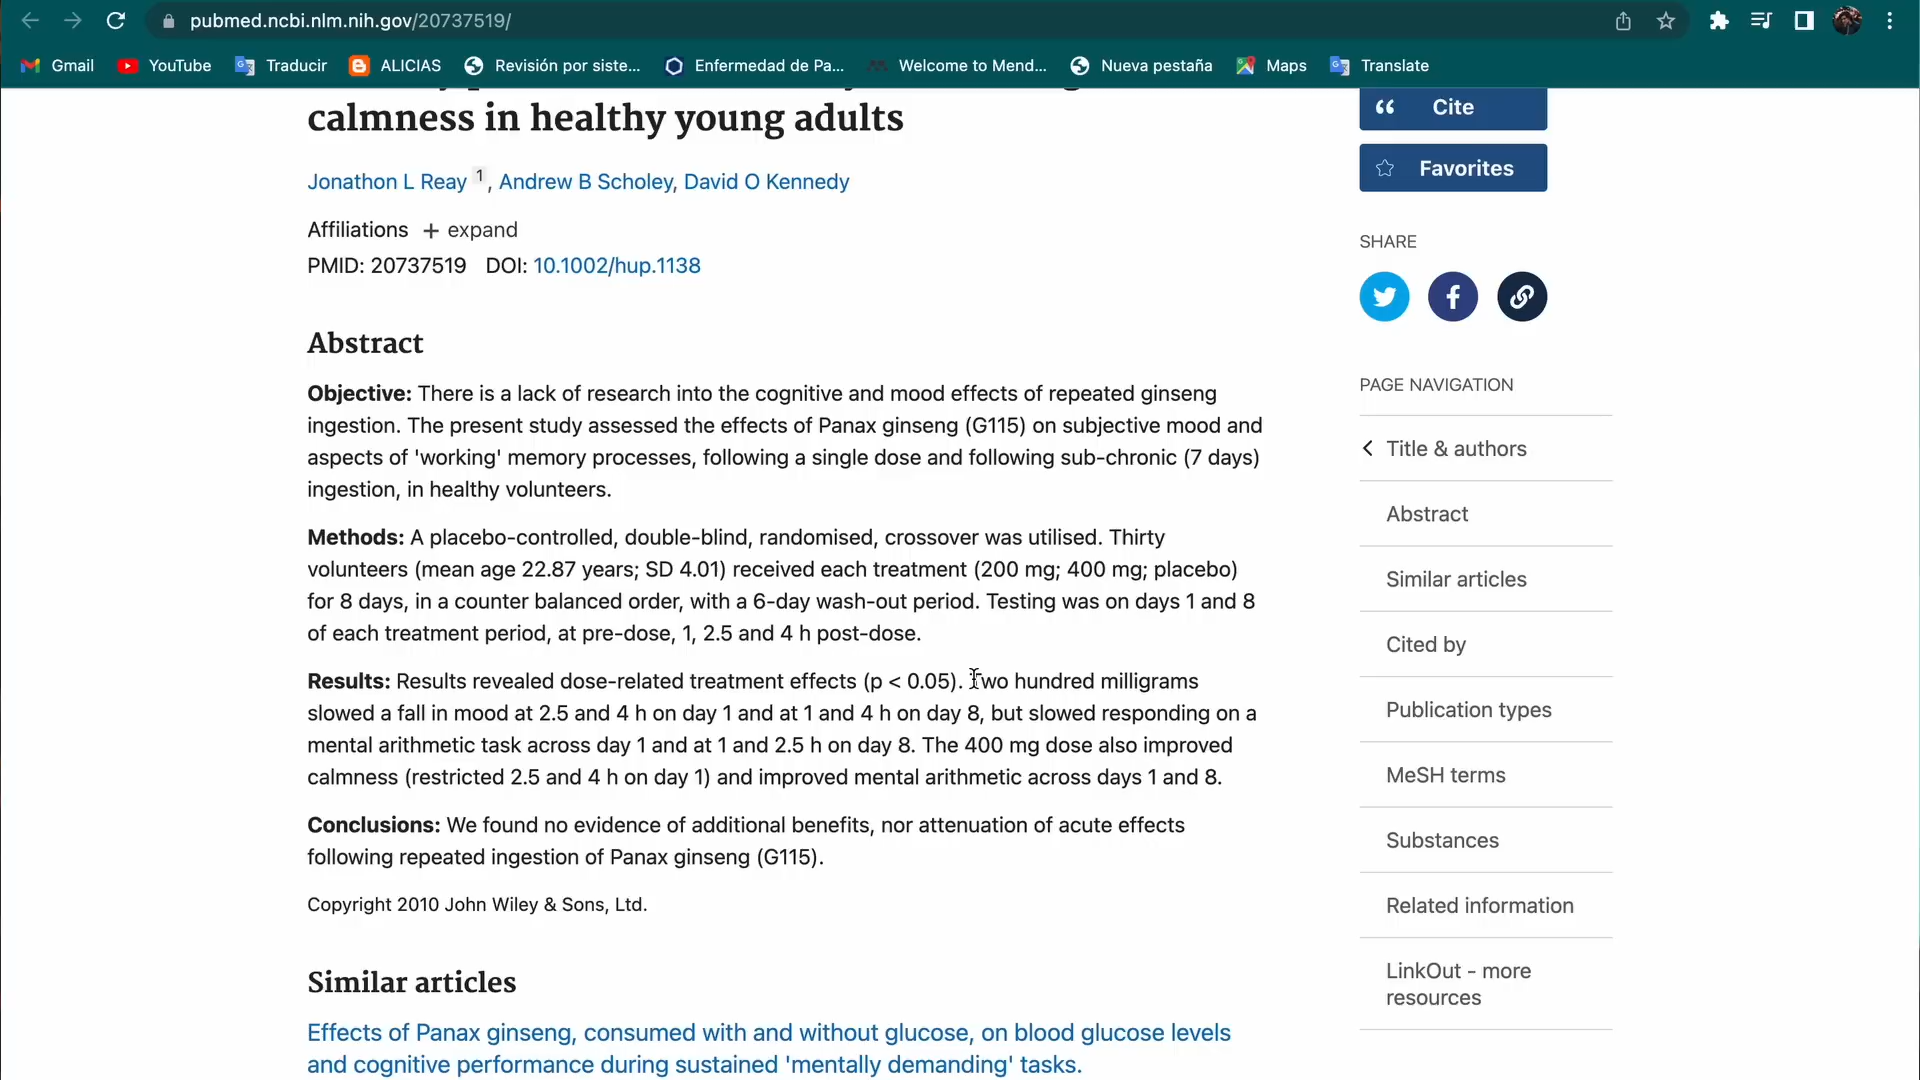 pubmed.ncbi.nlm.nih.gov/20737519/
Gmail YouTube Traducir ALICIAS Revisión por siste... Enfermedad de Pa... Welcome to Mend... Nueva pestaña Maps Translate
calmness in healthy young adults
Jonathon L Reay 1, Andrew B Scholey, David O Kennedy
Affiliations + expand
PMID: 20737519 DOI: 10.1002/hup.1138
Abstract
Objective: There is a lack of research into the cognitive and mood effects of repeated ginseng
ingestion. The present study assessed the effects of Panax ginseng (G115) on subjective mood and
aspects of 'working' memory processes, following a single dose and following sub-chronic (7 days)
ingestion, in healthy volunteers.
Methods: A placebo-controlled, double-blind, randomised, crossover was utilised. Thirty
volunteers (mean age 22.87 years; SD 4.01) received each treatment (200 mg; 400 mg; placebo)
for 8 days, in a counter balanced order, with a 6-day wash-out period. Testing was on days 1 and 8
of each treatment period, at pre-dose, 1, 2.5 and 4 h post-dose.
Results: Results revealed dose-related treatment effects (p < 0.05). Two hundred milligrams
slowed a fall in mood at 2.5 and 4 h on day 1 and at 1 and 4 h on day 8, but slowed responding on a
mental arithmetic task across day 1 and at 1 and 2.5 h on day 8. The 400 mg dose also improved
calmness (restricted 2.5 and 4 h on day 1) and improved mental arithmetic across days 1 and 8.
Conclusions: We found no evidence of additional benefits, nor attenuation of acute effects
following repeated ingestion of Panax ginseng (G115).
Copyright 2010 John Wiley & Sons, Ltd.
Similar articles
Effects of Panax ginseng, consumed with and without glucose, on blood glucose levels
and cognitive performance during sustained 'mentally demanding' tasks.
Cite
Favorites
SHARE
PAGE NAVIGATION
Title & authors
Abstract
Similar articles
Cited by
Publication types
MeSH terms
Substances
Related information
LinkOut - more
resources